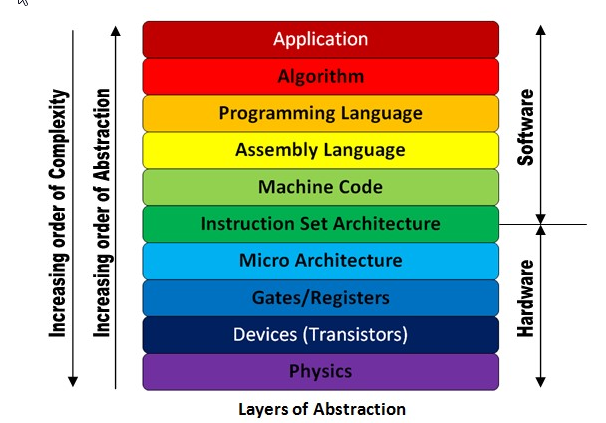 Application
Algorithm
Programming Language
Assembly Language
Machine Code
Instruction Set Architecture
Micro Architecture
Gates/Registers
Devices (Transistors)
Physics
Increasing order of Complexity
Increasing order of Abstraction
Software
Hardware
Layers of Abstraction